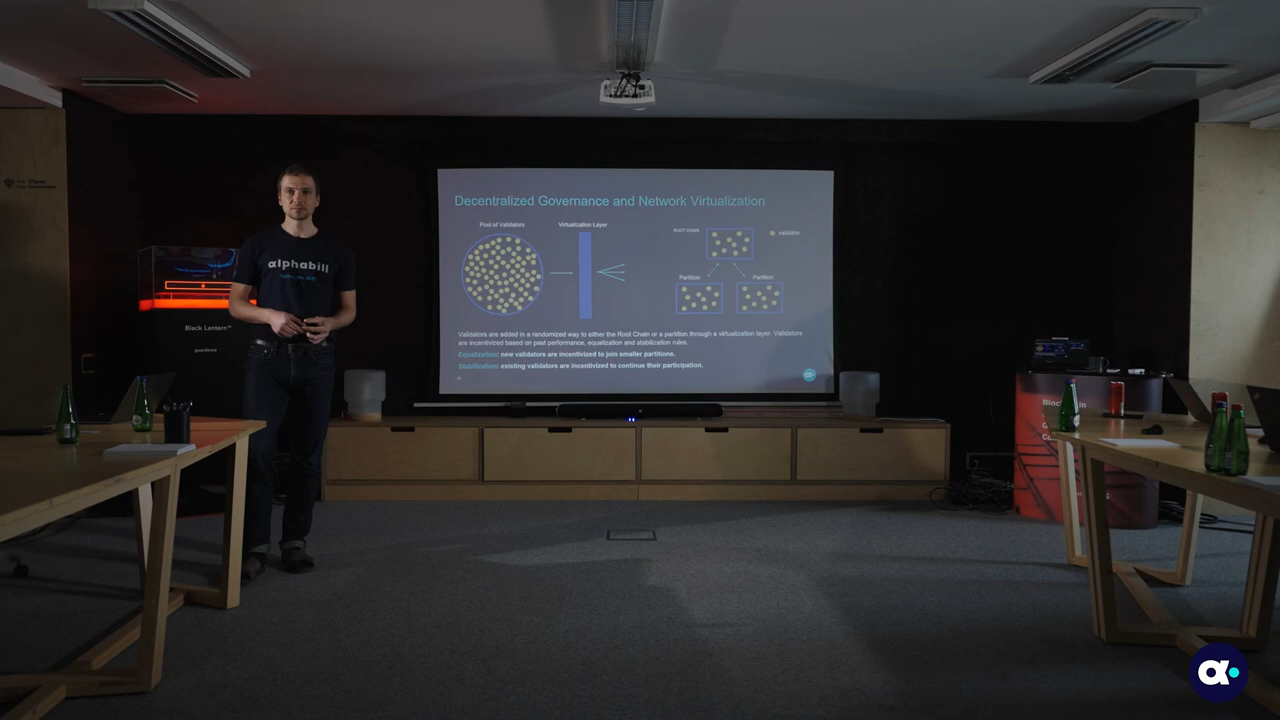 Decentralized Governance and Network Virtualization
Pool of Validators
Virtualization Layer
ROOT CHAIN
validator
Partition
Partition
Validators are added in a randomized way to either the Root Chain or a partition through a virtualization layer. Validators
are incentivized based on past performance, equalization and stabilization rules.
Equalization: new validators are incentivized to join smaller partitions.
Stabilization: existing validators are incentivized to continue their participation.
alphabill
Black Lantern™
guardtime
α